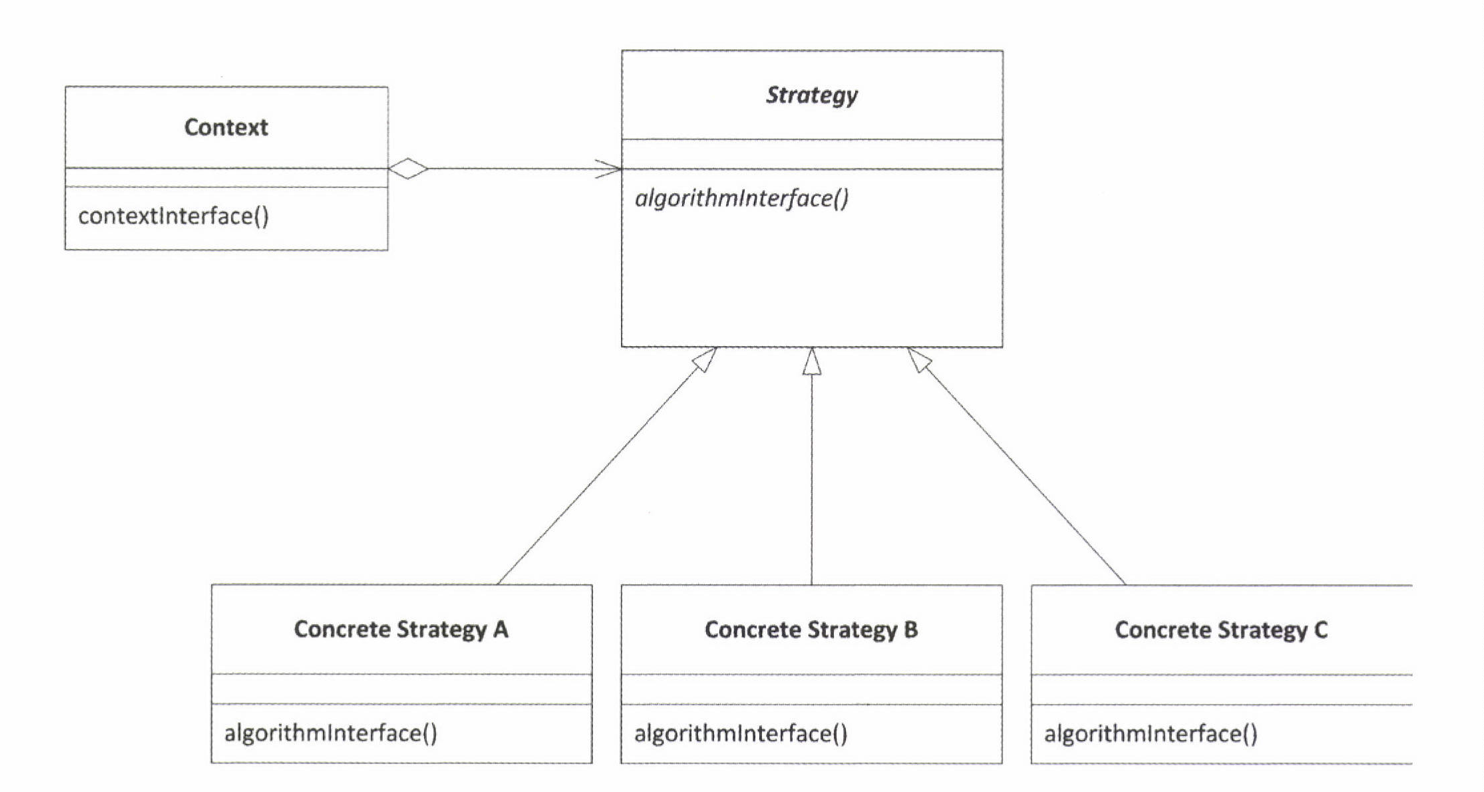 Context
contextInterface()
Strategy
algorithmInterface()
Concrete Strategy A
algorithmInterface()
Concrete Strategy B
algorithmInterface()
Concrete Strategy C
algorithmInterface()